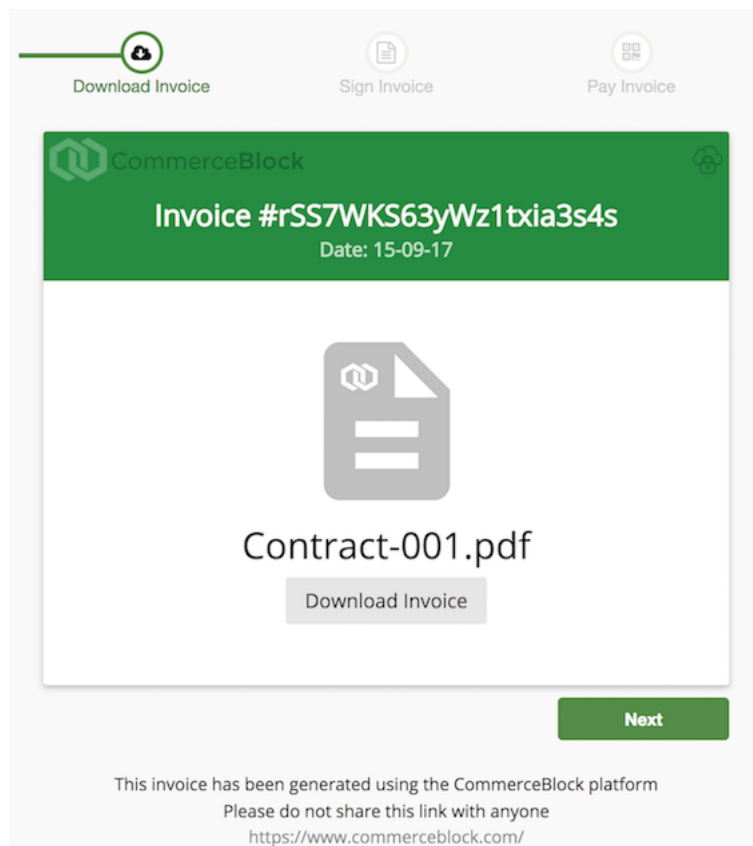 Download Invoice
Sign Invoice
Pay Invoice
CommerceBlock
Invoice #rSS7WKS63yWz1txia3s4s
Date: 15-09-17
Contract-001.pdf
Download Invoice
Next
This invoice has been generated using the CommerceBlock platform
Please do not share this link with anyone
https://www.commerceblock.com/